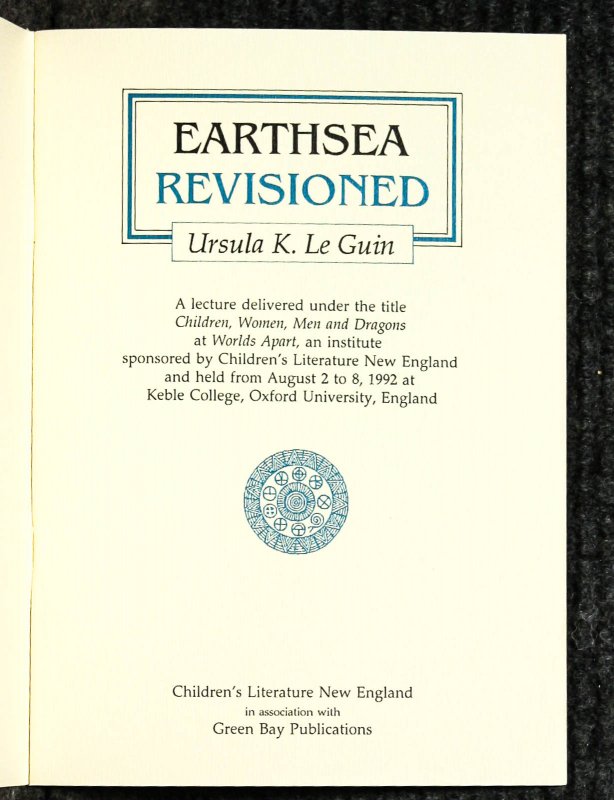 EARTHSEA
REVISIONED
Ursula K. Le Guin
A lecture delivered under the title
Children, Women, Men and Dragons
at Worlds Apart, an institute
sponsored by Children's Literature New England
and held from August 2 to 8, 1992 at
Keble College, Oxford University, England
Children's Literature New England
in association with
Green Bay Publications